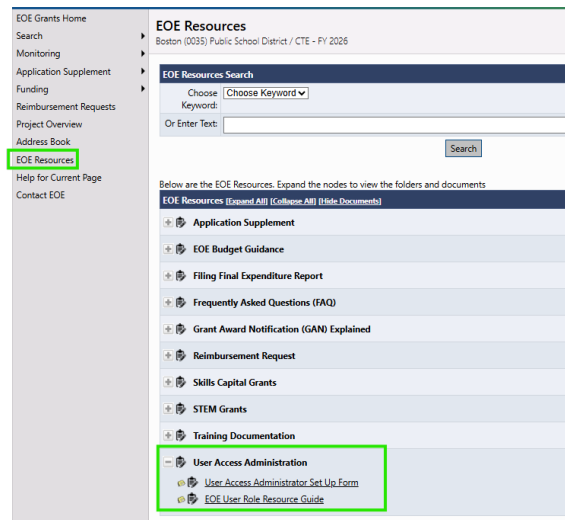 EOE Grants Home
Search
Monitoring
Application Supplement
Funding
Reimbursement Requests
Project Overview
Address Book
EOE Resources
Help for Current Page
Contact EOE
EOE Resources
Boston (0035) Public School District / CTE - FY 2026
EOE Resources Search
Choose Keyword: Choose Keyword
Or Enter Text:
Search
Below are the EOE Resources. Expand the nodes to view the folders and documents
EOE Resources [Expand All] [Collapse All] [Hide Documents]
Application Supplement
EOE Budget Guidance
Filing Final Expenditure Report
Frequently Asked Questions (FAQ)
Grant Award Notification (GAN) Explained
Reimbursement Request
Skills Capital Grants
STEM Grants
Training Documentation
User Access Administration
User Access Administrator Set Up Form
EOE User Role Resource Guide